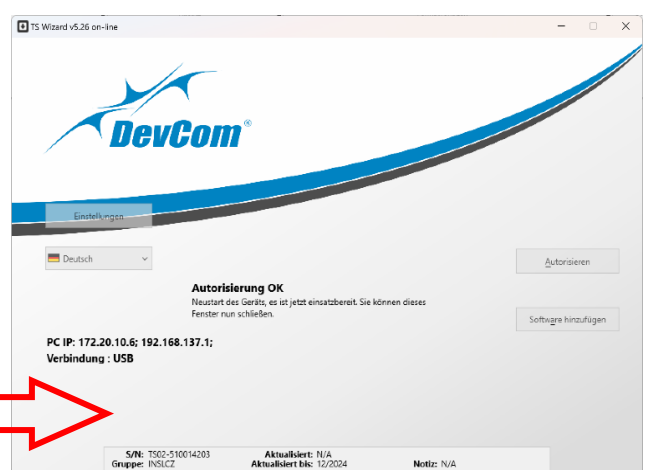 TS Wizard v5.26 on-line
DevCom®
Einstellungen
Deutsch
Autorisieren
Autorisierung OK
Neustart des Geräts, es ist jetzt einsatzbereit. Sie können dieses
Fenster nun schließen.
Software hinzufügen
PC IP: 172.20.10.6; 192.168.137.1;
Verbindung : USB
S/N: TS02-510014203 Aktualisiert: N/A
Gruppe: INSLCZ Aktualisiert bis: 12/2024 Notiz: N/A